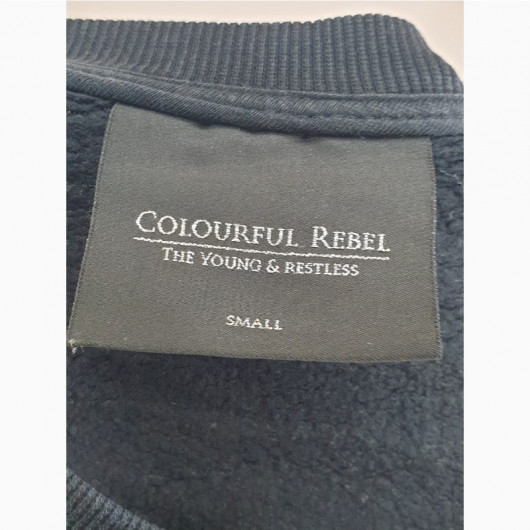 COLOURFUL REBEL
THE YOUNG & RESTLESS
SMALL